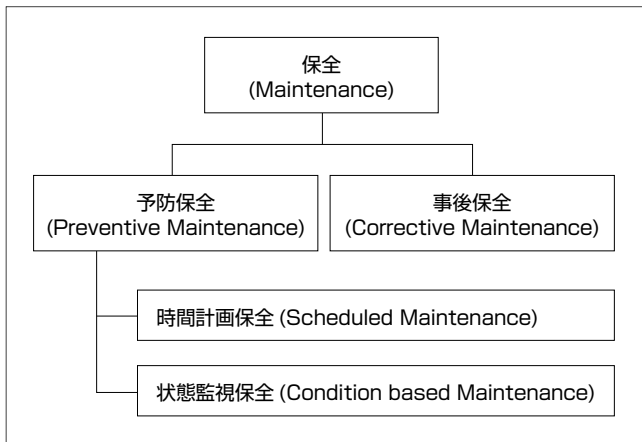 保全
(Maintenance)
予防保全
(Preventive Maintenance)
事後保全
(Corrective Maintenance)
時間計画保全 (Scheduled Maintenance)
状態監視保全 (Condition based Maintenance)